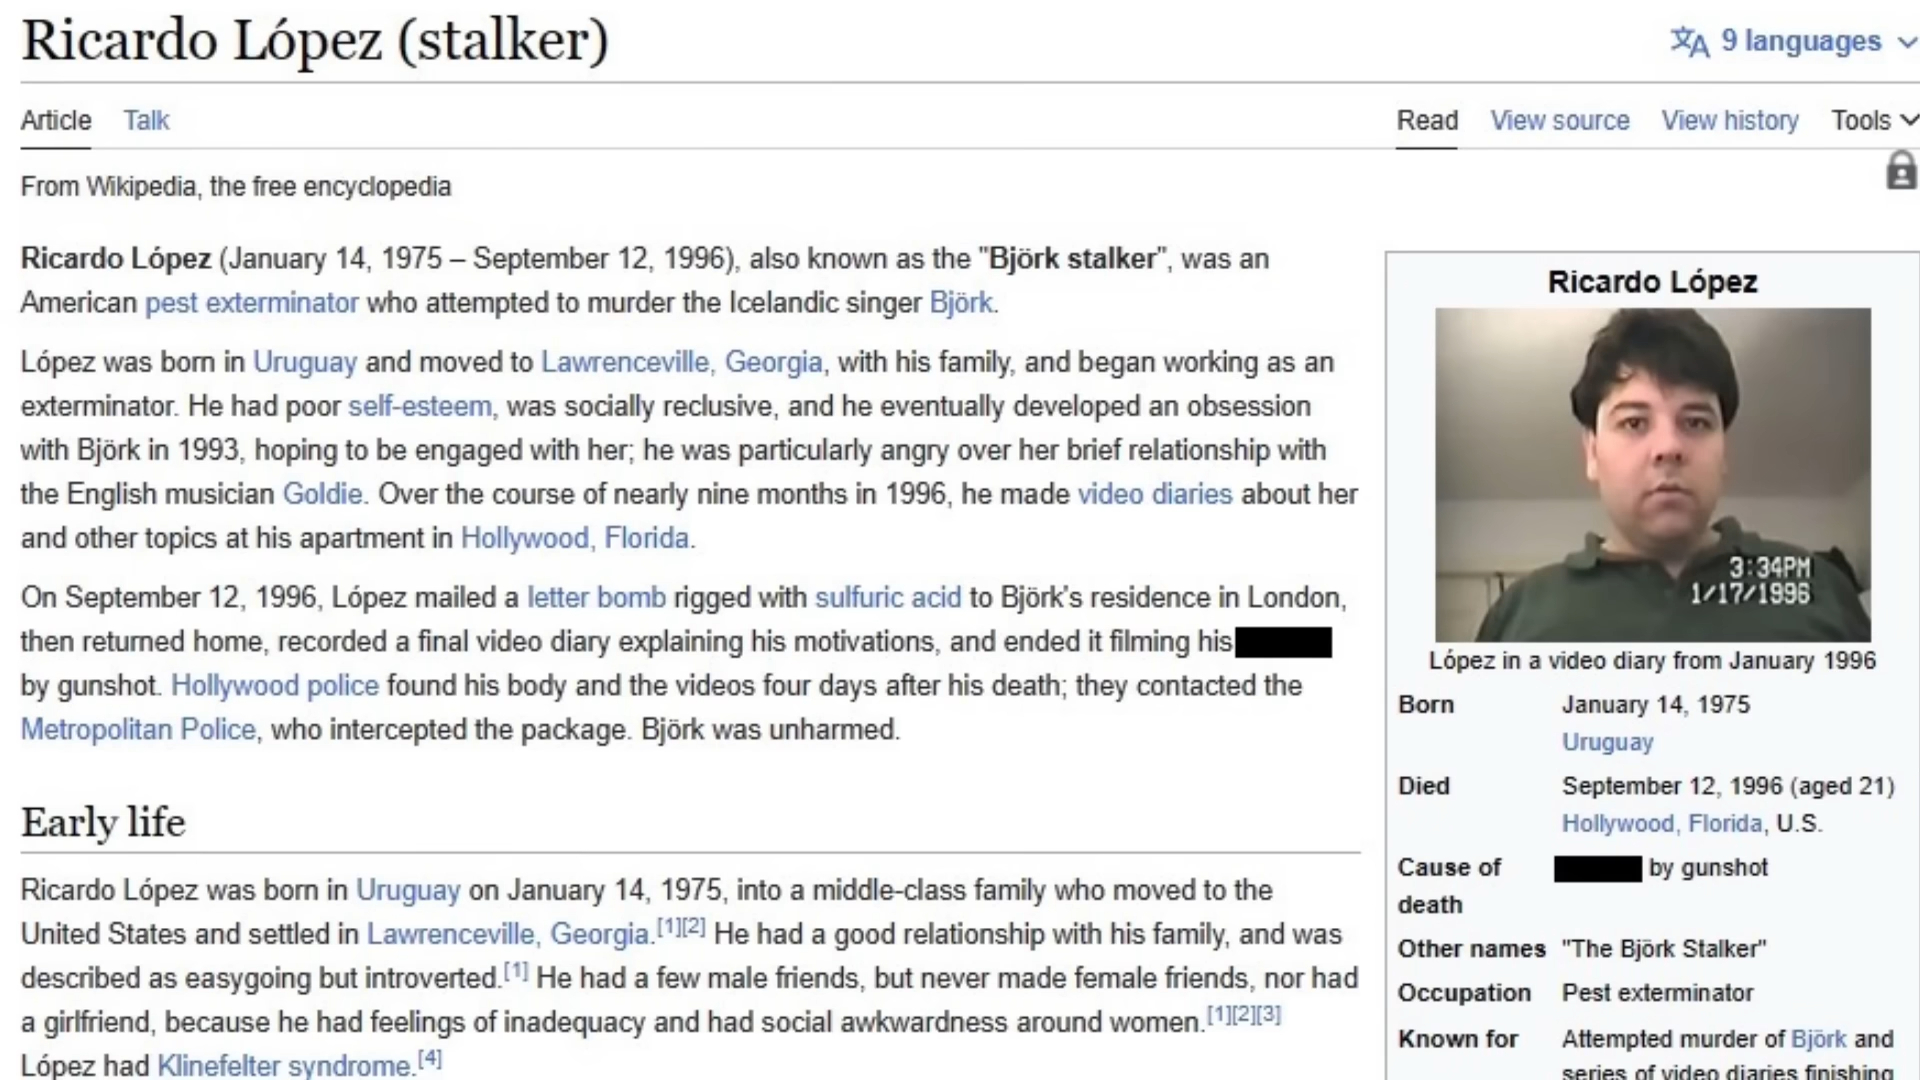 Ricardo López (stalker)
9 languages
Article Talk
Read View source View history Tools
From Wikipedia, the free encyclopedia
Ricardo López (January 14, 1975 – September 12, 1996), also known as the "Björk stalker", was an
American pest exterminator who attempted to murder the Icelandic singer Björk.
López was born in Uruguay and moved to Lawrenceville, Georgia, with his family, and began working as an
exterminator. He had poor self-esteem, was socially reclusive, and he eventually developed an obsession
with Björk in 1993, hoping to be engaged with her; he was particularly angry over her brief relationship with
the English musician Goldie. Over the course of nearly nine months in 1996, he made video diaries about her
and other topics at his apartment in Hollywood, Florida.
On September 12, 1996, López mailed a letter bomb rigged with sulfuric acid to Björk's residence in London,
then returned home, recorded a final video diary explaining his motivations, and ended it filming his
by gunshot. Hollywood police found his body and the videos four days after his death; they contacted the
Metropolitan Police, who intercepted the package. Björk was unharmed.
Early life
Ricardo López was born in Uruguay on January 14, 1975, into a middle-class family who moved to the
United States and settled in Lawrenceville, Georgia.[1][2] He had a good relationship with his family, and was
described as easygoing but introverted.[1] He had a few male friends, but never made female friends, nor had
a girlfriend, because he had feelings of inadequacy and had social awkwardness around women.[1][2][3]
López had Klinefelter syndrome.[4]
Ricardo López
3:34PM
1/17/1996
López in a video diary from January 1996
Born January 14, 1975
Uruguay
Died September 12, 1996 (aged 21)
Hollywood, Florida, U.S.
Cause of by gunshot
death
Other names "The Björk Stalker"
Occupation Pest exterminator
Known for Attempted murder of Björk and
series of video diaries finishing